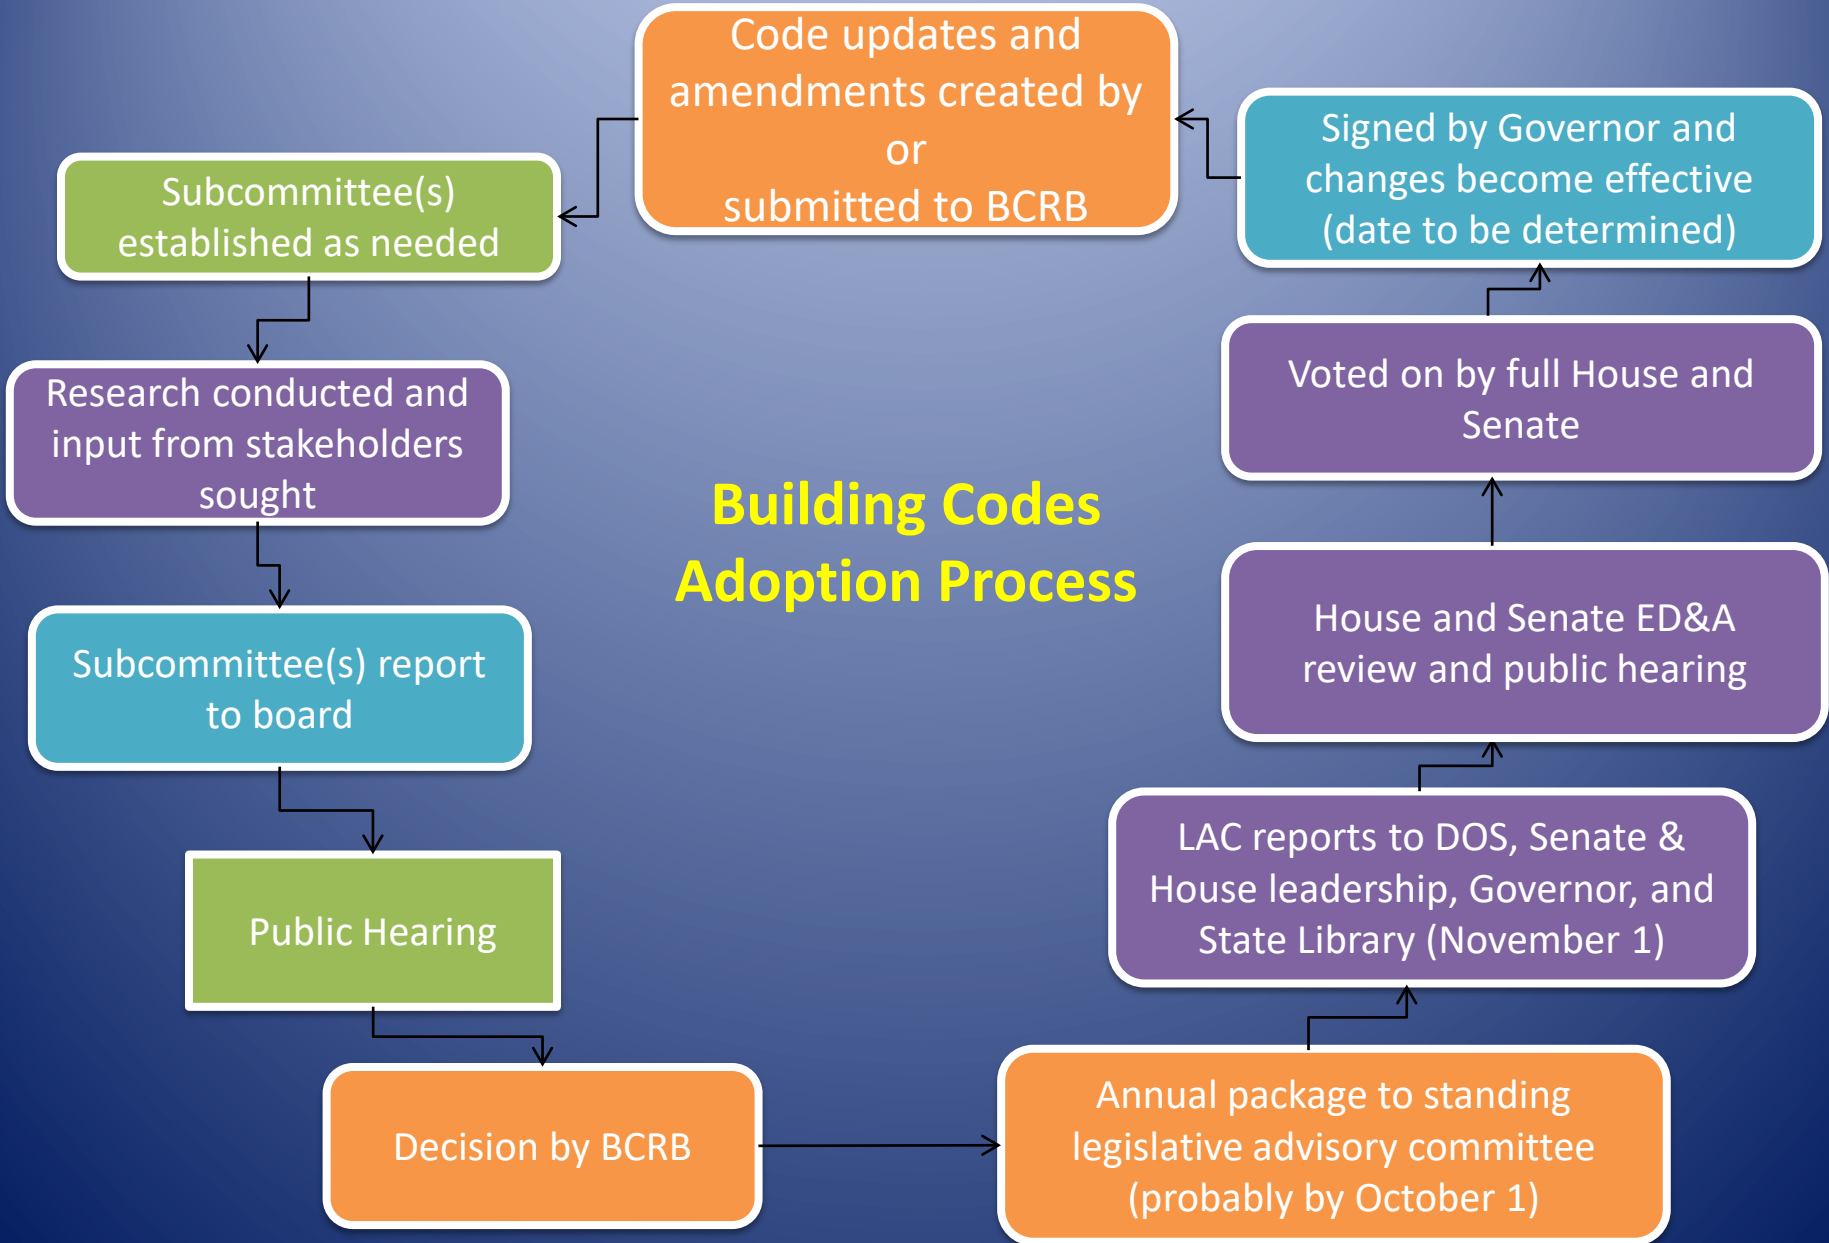 Code updates and
amendments created by
or
submitted to BCRB
Subcommittee(s)
established as needed
Research conducted and
input from stakeholders
sought
Subcommittee(s) report
to board
Public Hearing
Decision by BCRB
Annual package to standing
legislative advisory committee
(probably by October 1)
LAC reports to DOS, Senate &
House leadership, Governor, and
State Library (November 1)
House and Senate ED&A
review and public hearing
Voted on by full House and
Senate
Signed by Governor and
changes become effective
(date to be determined)
Building Codes
Adoption Process